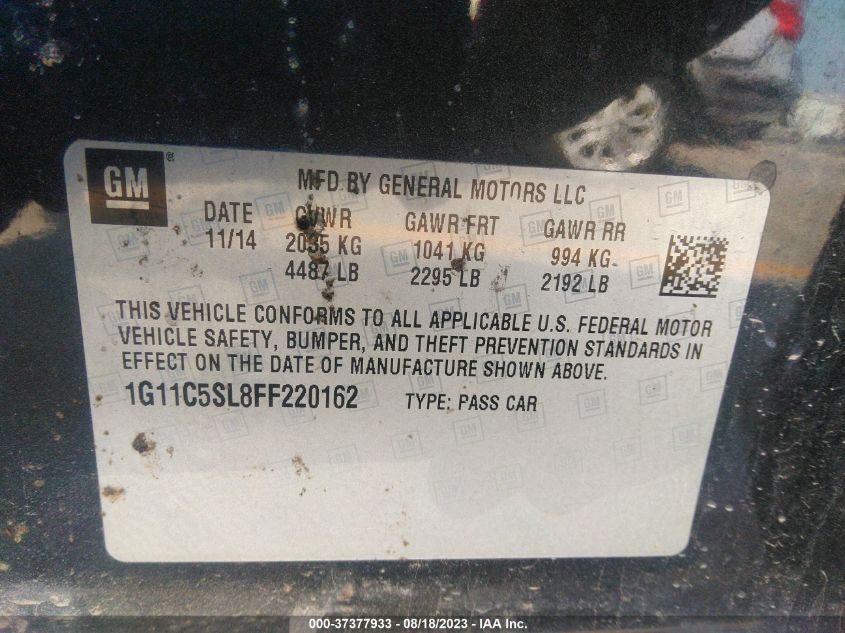 GM ®
MFD BY GENERAL MOTORS LLC
DATE GVWR GAWR FRT GAWR RR
11/14 2035 KG 1041 KG 994 KG
4487 LB 2295 LB 2192 LB
THIS VEHICLE CONFORMS TO ALL APPLICABLE U.S. FEDERAL MOTOR
VEHICLE SAFETY, BUMPER, AND THEFT PREVENTION STANDARDS IN
EFFECT ON THE DATE OF MANUFACTURE SHOWN ABOVE.
1G11C5SL8FF220162 TYPE: PASS CAR
000-37377933 - 08/18/2023 - IAA Inc.